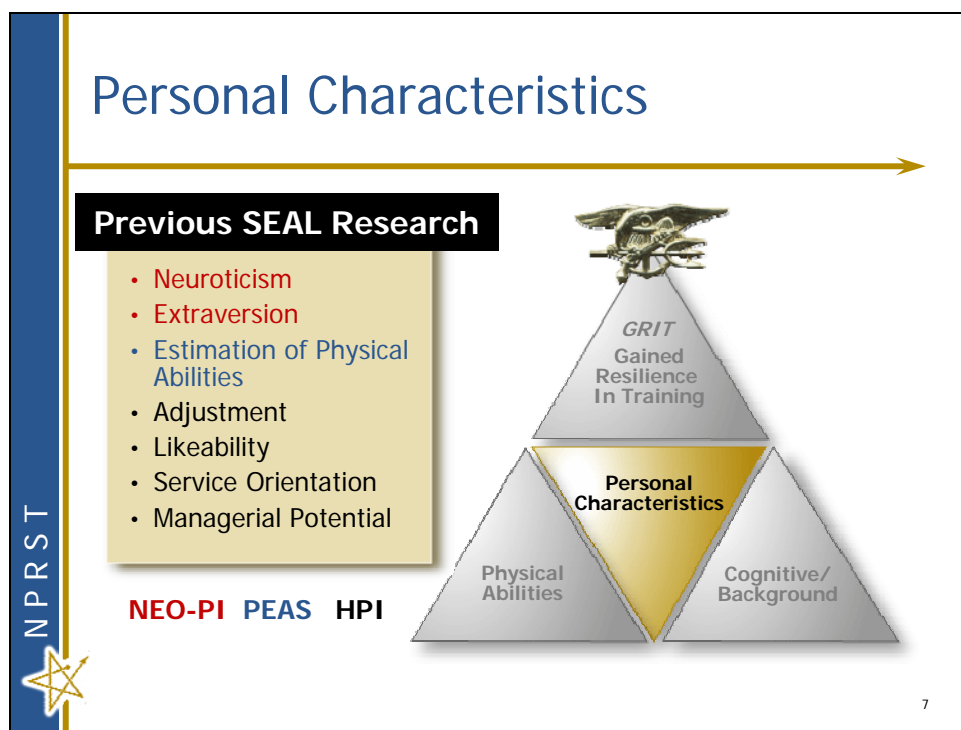 Personal Characteristics
Previous SEAL Research
• Neuroticism
• Extraversion
• Estimation of Physical
Abilities
• Adjustment
• Likeability
• Service Orientation
• Managerial Potential
NEO-PI PEAS HPI
GRIT
Gained
Resilience
In Training
Personal
Characteristics
Physical
Abilities
Cognitive/
Background
NPRST
7